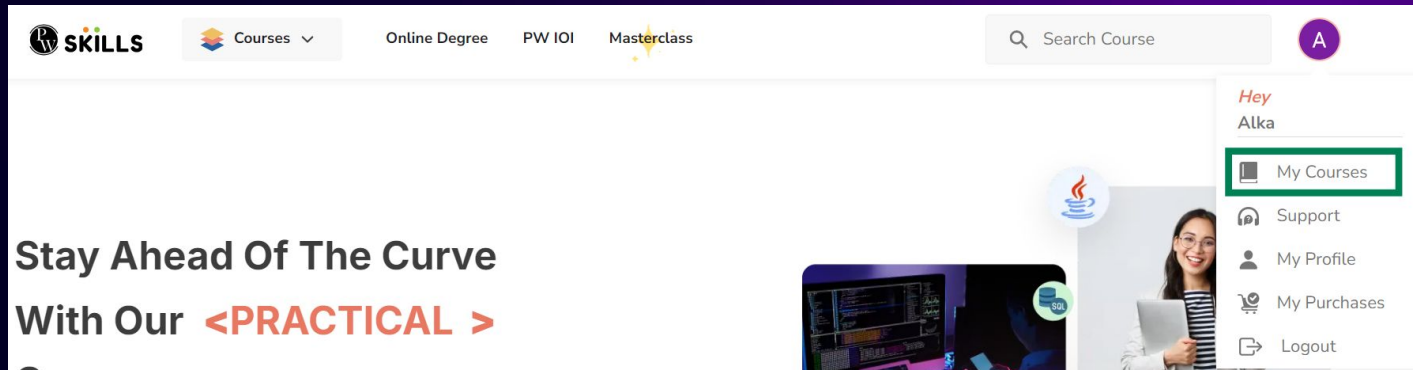 PW SKILLS
Courses
Online Degree
PW IOI
Masterclass
Search Course
A
Hey
Alka
My Courses
Support
My Profile
My Purchases
Logout
Stay Ahead Of The Curve
With Our <PRACTICAL >
SQL